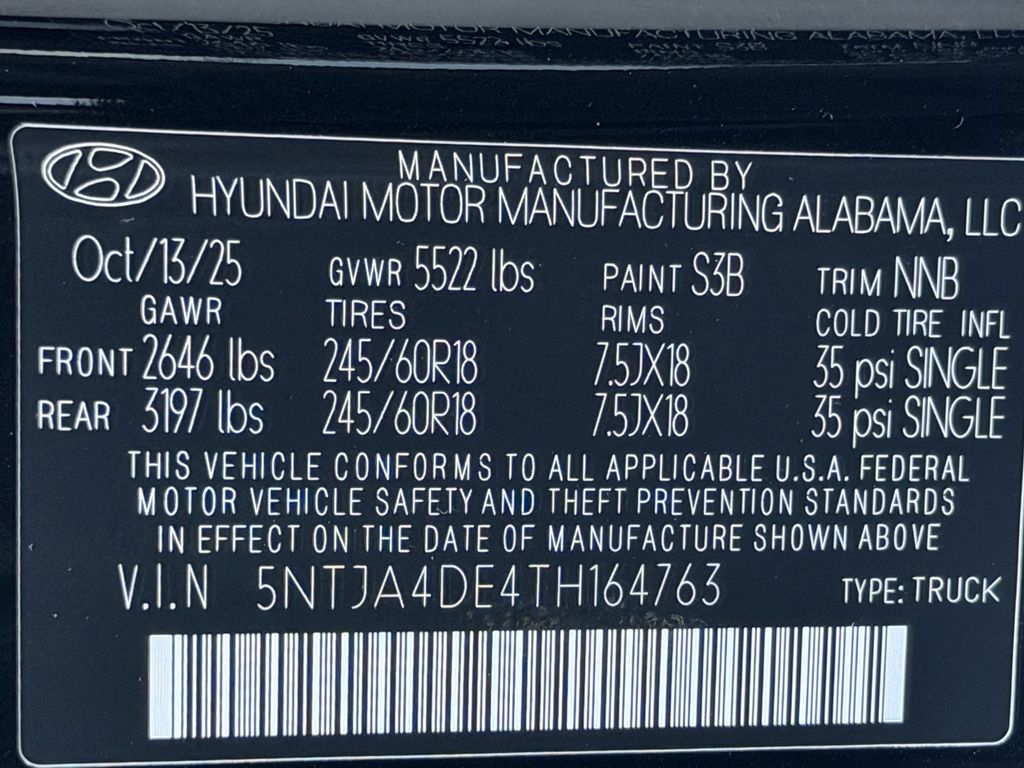 MANUFACTURED BY
HYUNDAI MOTOR MANUFACTURING ALABAMA, LLC
Oct/13/25 GVWR 5522 lbs PAINT S3B TRIM NNB
GAWR TIRES RIMS COLD TIRE INFL
FRONT 2646 lbs 245/60R18 7.5JX18 35 psi SINGLE
REAR 3197 lbs 245/60R18 7.5JX18 35 psi SINGLE
THIS VEHICLE CONFORMS TO ALL APPLICABLE U.S.A. FEDERAL
MOTOR VEHICLE SAFETY AND THEFT PREVENTION STANDARDS
IN EFFECT ON THE DATE OF MANUFACTURE SHOWN ABOVE
V.I.N 5NTJA4DE4TH164763 TYPE: TRUCK